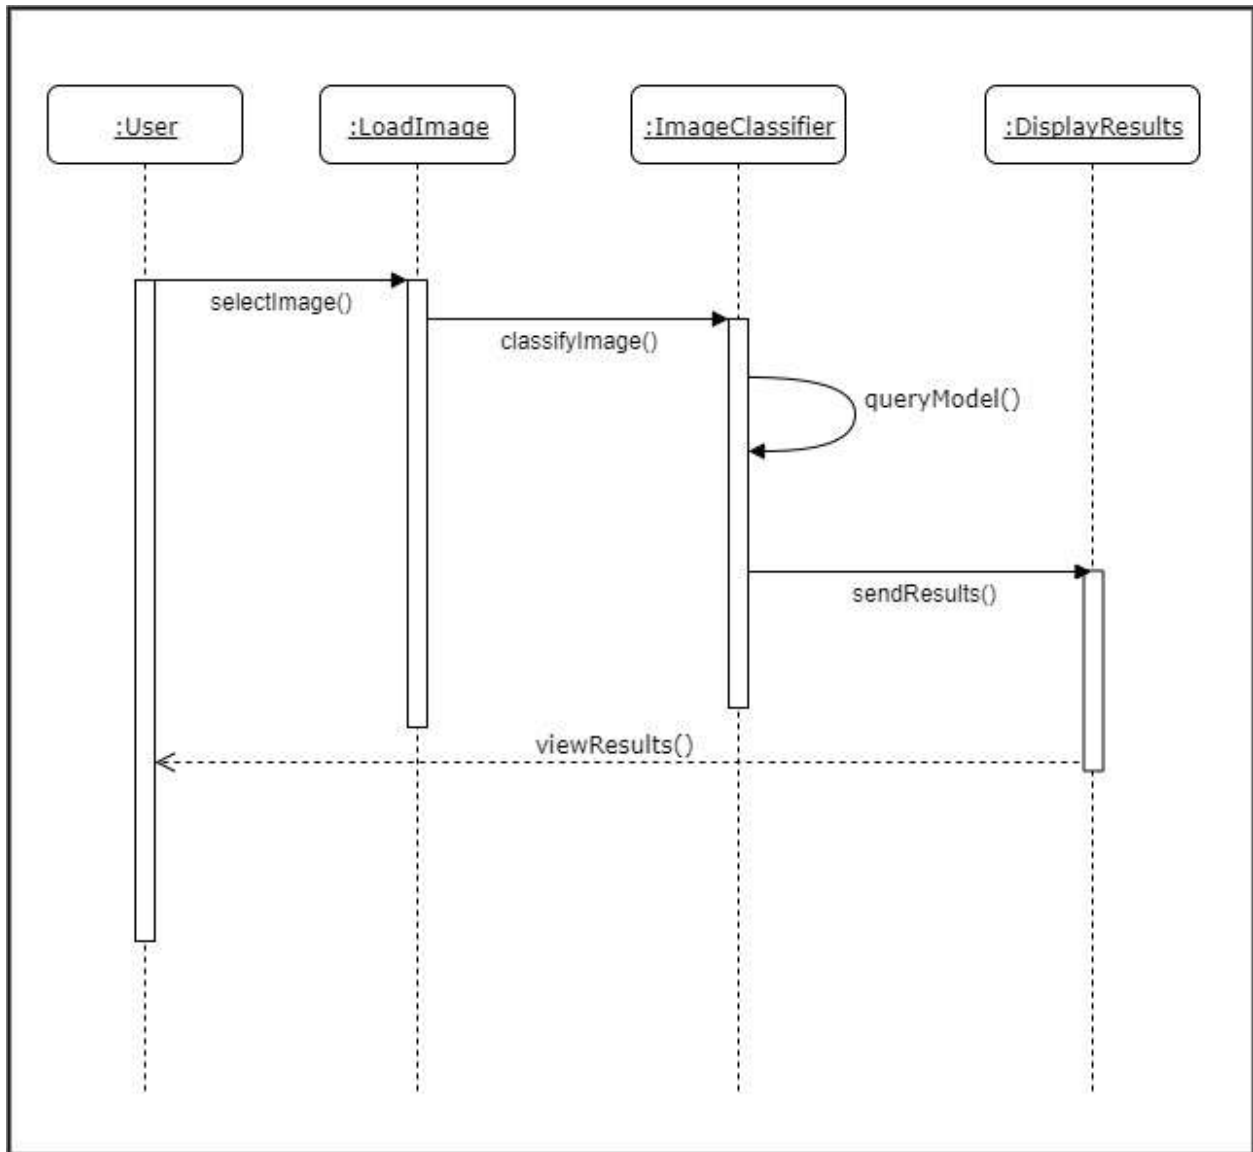 :User
:LoadImage
:ImageClassifier
:DisplayResults
selectImage()
classifyImage()
queryModel()
sendResults()
viewResults()